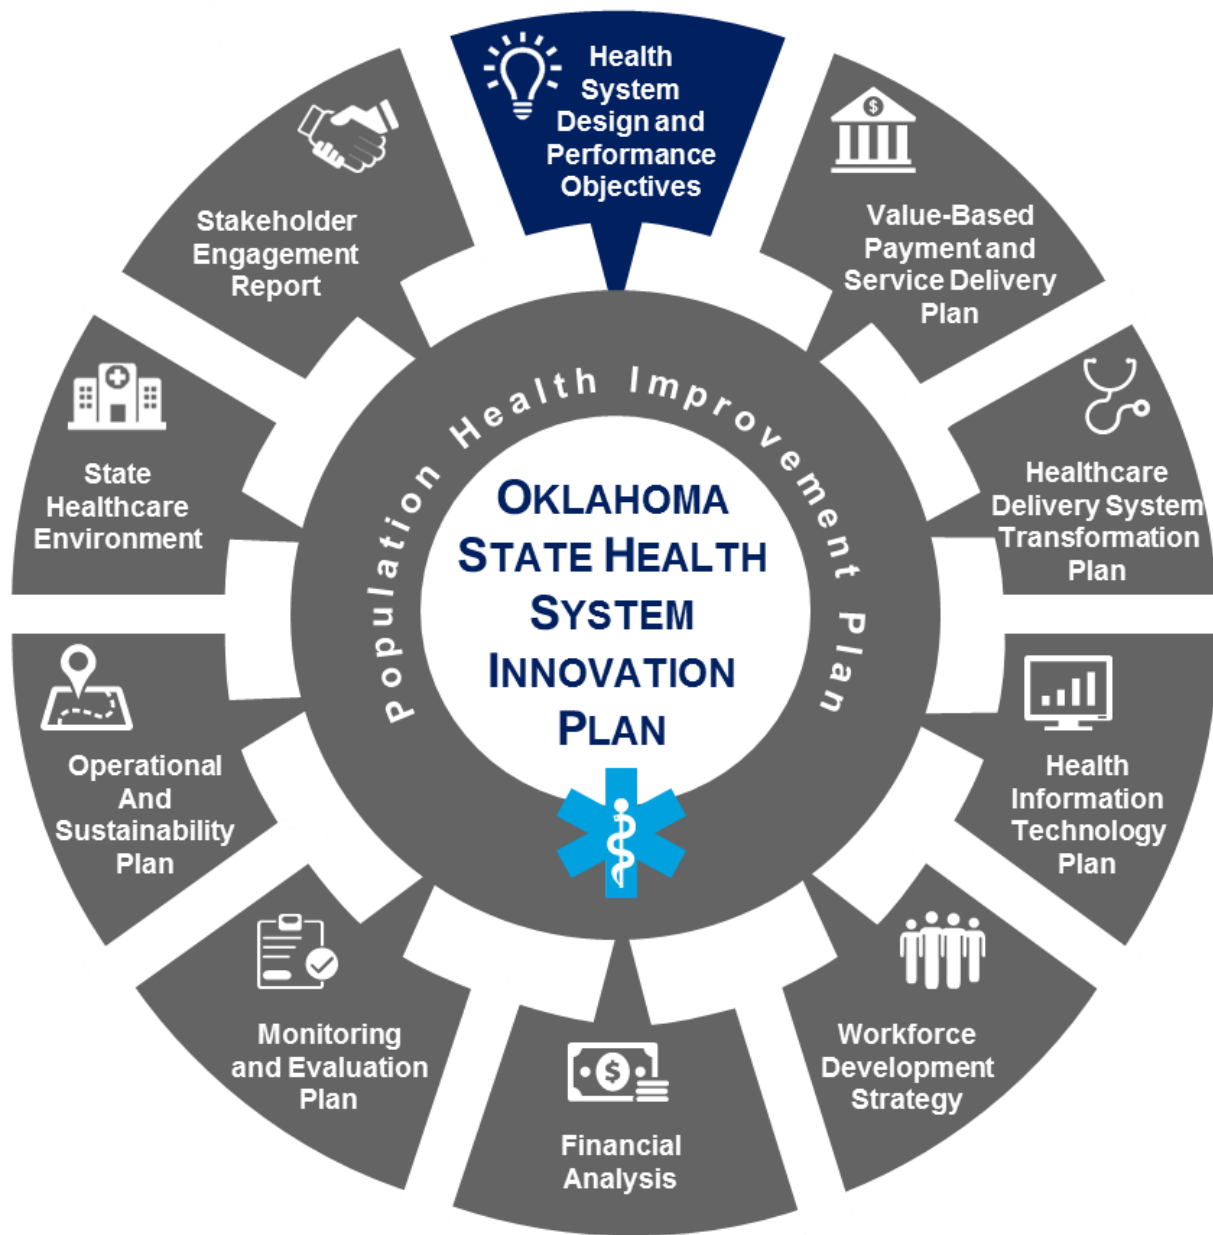 Health
System
Design and
Performance
Objectives
Value-Based
Payment and
Service Delivery
Plan
Healthcare
Delivery System
Transformation
Plan
Health
Information
Technology
Plan
Workforce
Development
Strategy
Financial
Analysis
Monitoring
and Evaluation
Plan
Operational
And
Sustainability
Plan
State
Healthcare
Environment
Stakeholder
Engagement
Report
Population Health Improvement Plan
OKLAHOMA
STATE HEALTH
SYSTEM
INNOVATION
PLAN
$
$